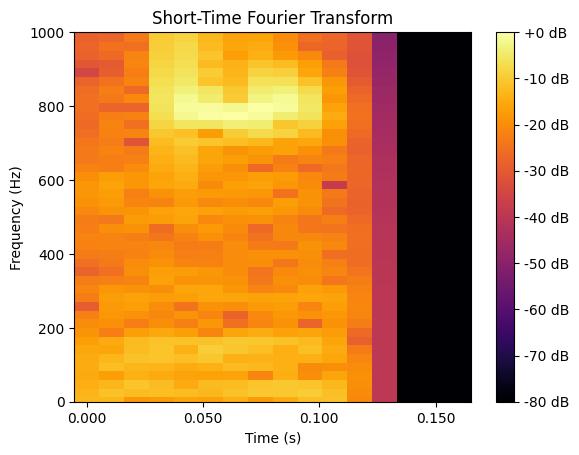 Short-Time Fourier Transform
1000
800
600
400
200
0
Frequency (Hz)
0.000
0.050
0.100
0.150
Time (s)
+0 dB
-10 dB
-20 dB
-30 dB
-40 dB
-50 dB
-60 dB
-70 dB
-80 dB